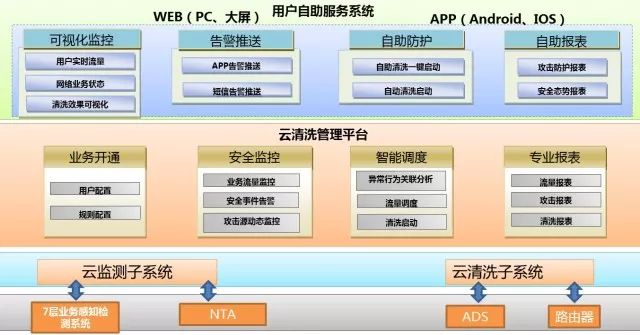 用户自助服务系统
WEB（PC、大屏）
APP（Android、IOS）
可视化监控
用户实时流量
网络业务状态
清洗效果可视化
告警推送
APP告警推送
短信告警推送
自助防护
自助清洗一键启动
自动清洗启动
自助报表
攻击防护报表
安全态势报表
云清洗管理平台
业务开通
用户配置
规则配置
安全监控
业务流量监控
安全事件告警
攻击源动态监控
智能调度
异常行为关联分析
流量调度
清洗启动
专业报表
流量报表
攻击报表
清洗报表
云监测子系统
云清洗子系统
7层业务感知检
测系统
NTA
ADS
路由器